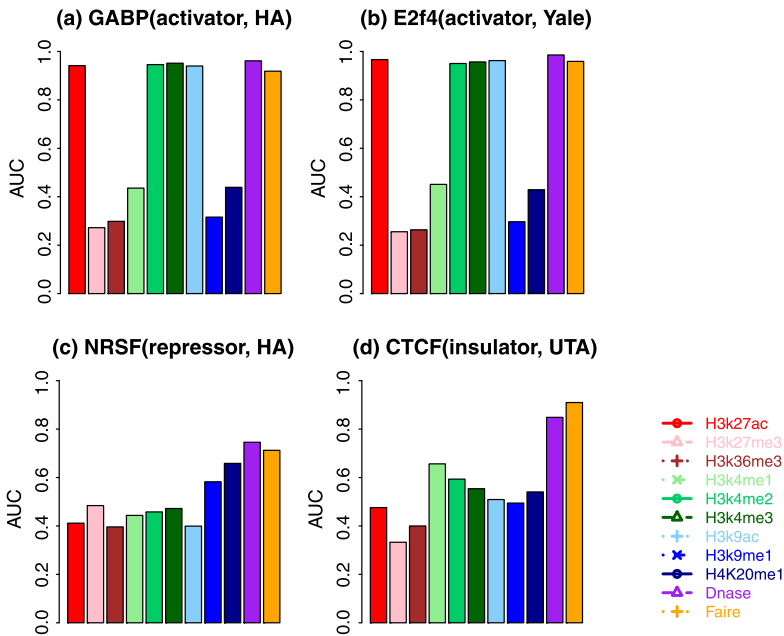 (a) GABP(activator, HA)
AUC
0.0 0.2 0.4 0.6 0.8 1.0
(b) E2f4(activator, Yale)
AUC
0.0 0.2 0.4 0.6 0.8 1.0
(c) NRSF(repressor, HA)
AUC
0.0 0.2 0.4 0.6 0.8 1.0
(d) CTCF(insulator, UTA)
AUC
0.0 0.2 0.4 0.6 0.8 1.0
H3k27ac
H3k27me3
H3k36me3
H3k4me1
H3k4me2
H3k4me3
H3k9ac
H3k9me1
H4K20me1
Dnase
Faire